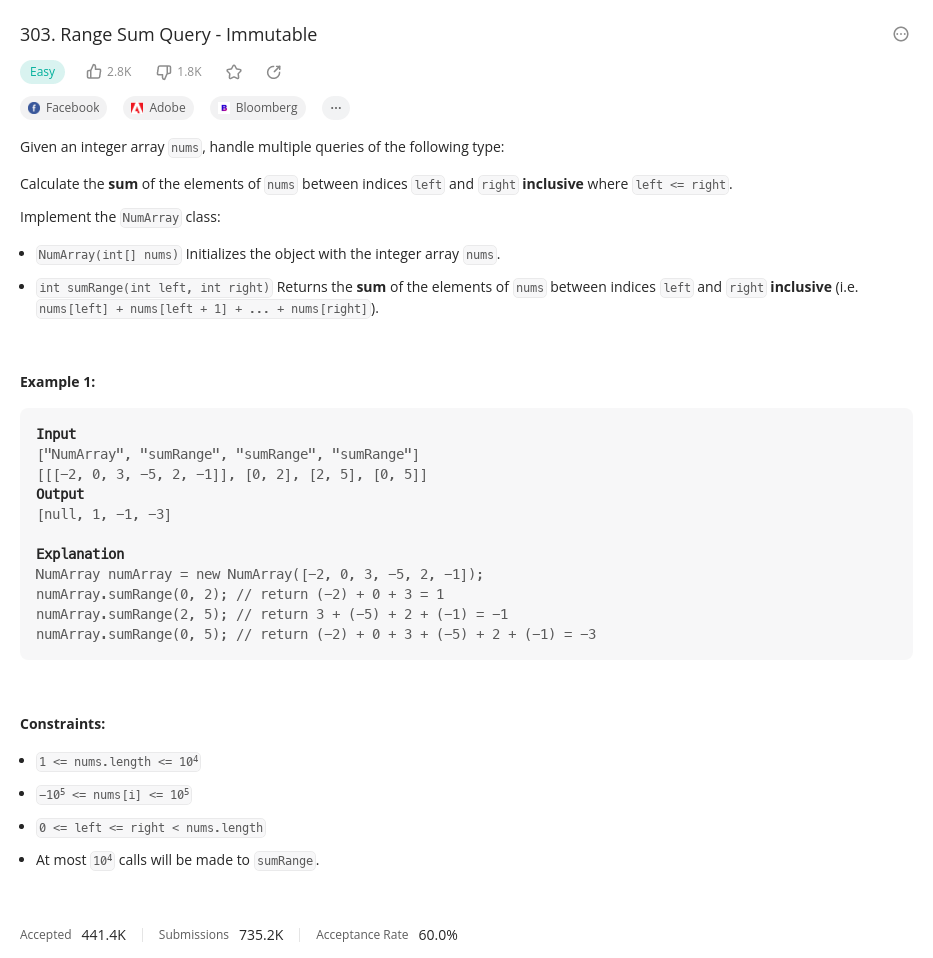 303. Range Sum Query - Immutable
Easy 2.8K 1.8K
Facebook Adobe Bloomberg ...
Given an integer array nums, handle multiple queries of the following type:
Calculate the sum of the elements of nums between indices left and right inclusive where left <= right.
Implement the NumArray class:
• NumArray(int[] nums) Initializes the object with the integer array nums.
• int sumRange(int left, int right) Returns the sum of the elements of nums between indices left and right inclusive (i.e.
nums[left] + nums[left + 1] + ... + nums[right]).
Example 1:
Input
["NumArray", "sumRange", "sumRange", "sumRange"]
[[[−2, 0, 3, −5, 2, −1]], [0, 2], [2, 5], [0, 5]]
Output
[null, 1, −1, −3]
Explanation
NumArray numArray = new NumArray([−2, 0, 3, −5, 2, −1]);
numArray.sumRange(0, 2); // return (−2) + 0 + 3 = 1
numArray.sumRange(2, 5); // return 3 + (−5) + 2 + (−1) = −1
numArray.sumRange(0, 5); // return (−2) + 0 + 3 + (−5) + 2 + (−1) = −3
Constraints:
• 1 <= nums.length <= 10⁴
• −10⁵ <= nums[i] <= 10⁵
• 0 <= left <= right < nums.length
• At most 10⁴ calls will be made to sumRange.
Accepted 441.4K Submissions 735.2K Acceptance Rate 60.0%